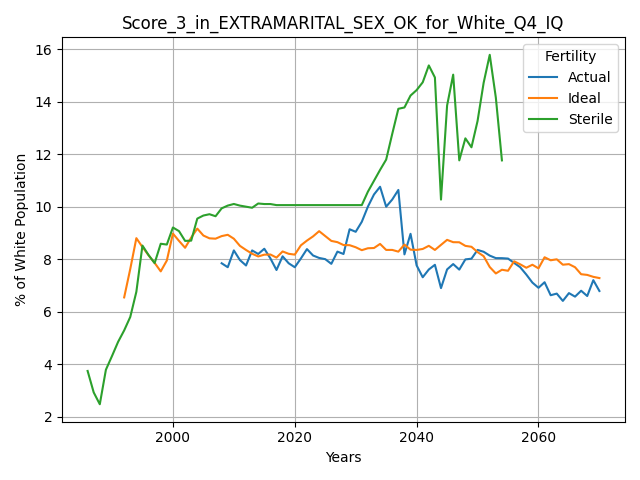 Score_3_in_EXTRAMARITAL_SEX_OK_for_White_Q4_IQ
Fertility
Actual
Ideal
Sterile
% of White Population
16
14
12
10
8
6
4
2
2000
2020
2040
2060
Years